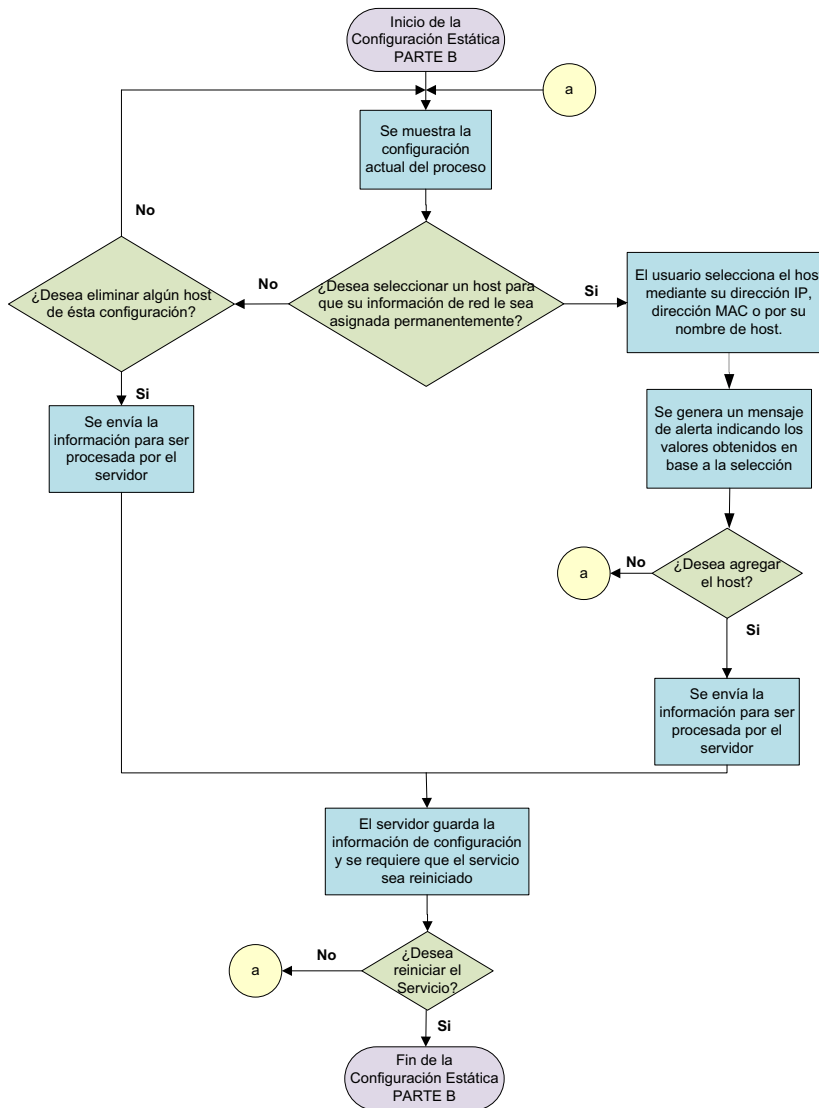 Inicio de la
Configuración Estática
PARTE B
a
Se muestra la
configuración
actual del proceso
No
¿Desea eliminar algún host
de ésta configuración?
No
¿Desea seleccionar un host para
que su información de red le sea
asignada permanentemente?
Si
El usuario selecciona el host
mediante su dirección IP,
dirección MAC o por su
nombre de host.
Si
Se envía la
información para ser
procesada por el
servidor
Se genera un mensaje
de alerta indicando los
valores obtenidos en
base a la selección
a
No
¿Desea agregar
el host?
Si
Se envía la
información para ser
procesada por el
servidor
El servidor guarda la
información de configuración
y se requiere que el servicio
sea reiniciado
a
No
¿Desea
reiniciar el
Servicio?
Si
Fin de la
Configuración Estática
PARTE B